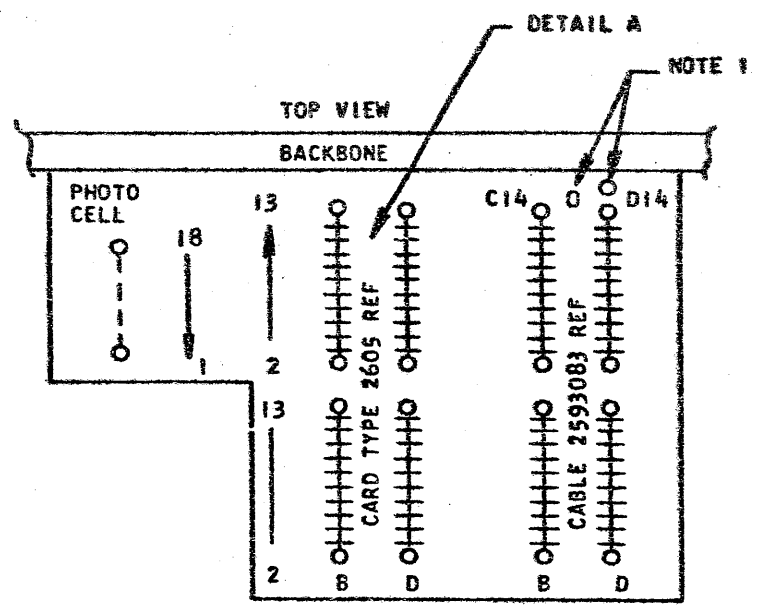 DETAIL A
NOTE 1
TOP VIEW
BACKBONE
PHOTO
CELL
18
1
13
2
13
2
CARD TYPE 2605 REF
C14
D14
CABLE 2593083 REF
B
D
B
D